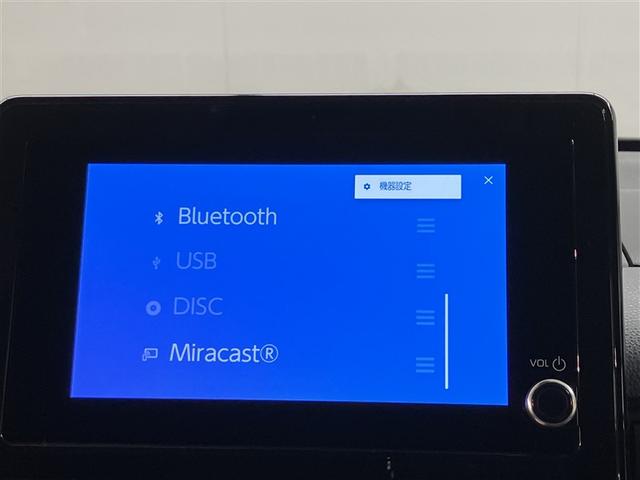 機器設定
Bluetooth
USB
DISC
Miracast®
VOL